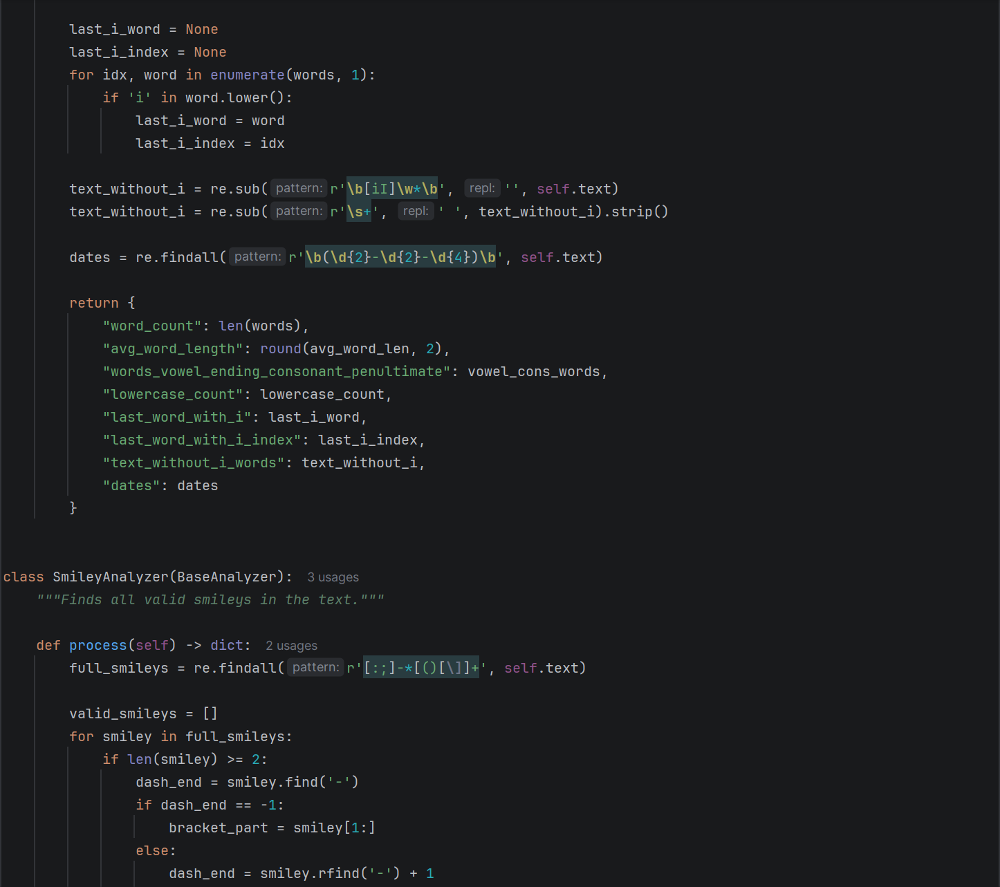 last_i_word = None
last_i_index = None
for idx, word in enumerate(words, 1):
if 'i' in word.lower():
last_i_word = word
last_i_index = idx
text_without_i = re.sub( pattern: r'\b[iI]\w*\b', repl: '', self.text)
text_without_i = re.sub( pattern: r'\s+', repl: ' ', text_without_i).strip()
dates = re.findall( pattern: r'\b(\d{2}-\d{2}-\d{4})\b', self.text)
return {
"word_count": len(words),
"avg_word_length": round(avg_word_len, 2),
"words_vowel_ending_consonant_penultimate": vowel_cons_words,
"lowercase_count": lowercase_count,
"last_word_with_i": last_i_word,
"last_word_with_i_index": last_i_index,
"text_without_i_words": text_without_i,
"dates": dates
}
class SmileyAnalyzer(BaseAnalyzer): 3 usages
"""Finds all valid smileys in the text."""
def process(self) -> dict: 2 usages
full_smileys = re.findall( pattern: r'[:;]-*[()[\]]+', self.text)
valid_smileys = []
for smiley in full_smileys:
if len(smiley) >= 2:
dash_end = smiley.find('-')
if dash_end == -1:
bracket_part = smiley[1:]
else:
dash_end = smiley.rfind('-') + 1